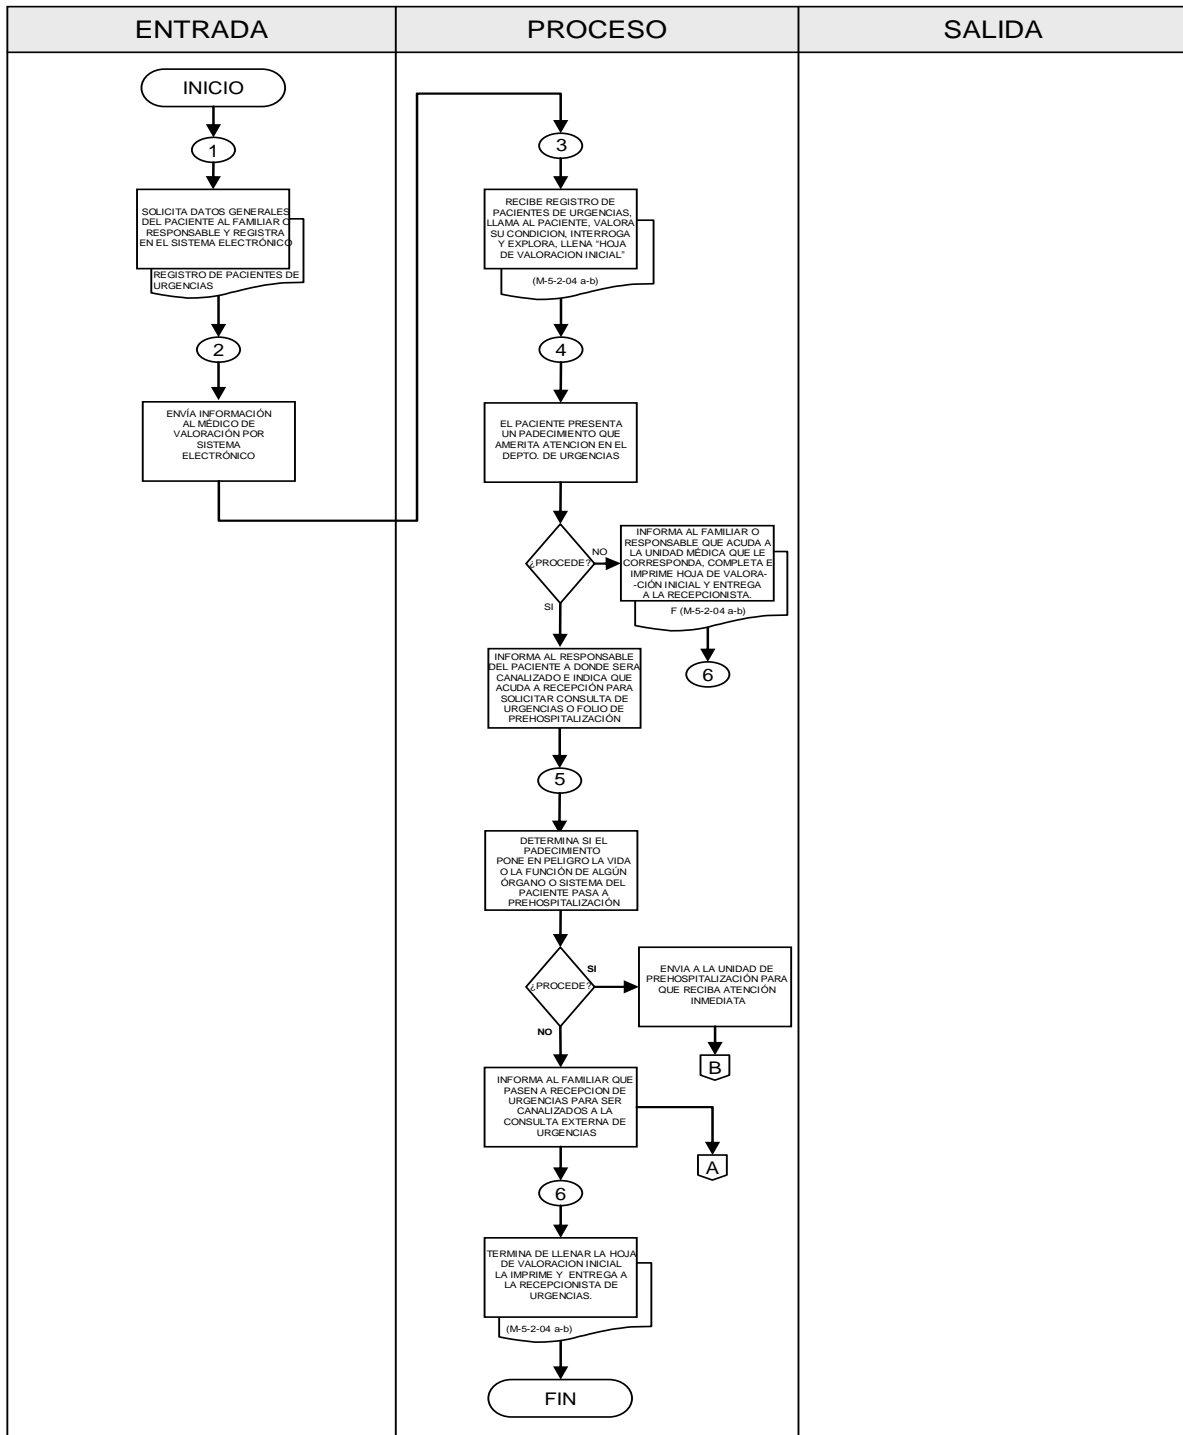 ENTRADA
PROCESO
SALIDA
INICIO
1
SOLICITA DATOS GENERALES
DEL PACIENTE AL FAMILIAR O
RESPONSABLE Y REGISTRA
EN EL SISTEMA ELECTRÓNICO
REGISTRO DE PACIENTES DE
URGENCIAS
2
ENVÍA INFORMACIÓN
AL MÉDICO DE
VALORACIÓN POR
SISTEMA
ELECTRÓNICO
3
RECIBE REGISTRO DE
PACIENTES DE URGENCIAS,
LLAMA AL PACIENTE, VALORA
SU CONDICION, INTERROGA
Y EXPLORA, LLENA “HOJA
DE VALORACION INICIAL”
(M-5-2-04 a-b)
4
EL PACIENTE PRESENTA
UN PADECIMIENTO QUE
AMERITA ATENCION EN EL
DEPTO. DE URGENCIAS
¿PROCEDE?
NO
INFORMA AL FAMILIAR O
RESPONSABLE QUE ACUDA A
LA UNIDAD MÉDICA QUE LE
CORRESPONDA, COMPLETA E
IMPRIME HOJA DE VALORA-
-CIÓN INICIAL Y ENTREGA
A LA RECEPCIONISTA.
F (M-5-2-04 a-b)
6
SI
INFORMA AL RESPONSABLE
DEL PACIENTE A DONDE SERA
CANALIZADO E INDICA QUE
ACUDA A RECEPCIÓN PARA
SOLICITAR CONSULTA DE
URGENCIAS O FOLIO DE
PREHOSPITALIZACIÓN
5
DETERMINA SI EL
PADECIMIENTO
PONE EN PELIGRO LA VIDA
O LA FUNCIÓN DE ALGÚN
ÓRGANO O SISTEMA DEL
PACIENTE PASA A
PREHOSPITALIZACIÓN
¿PROCEDE?
SI
ENVIA A LA UNIDAD DE
PREHOSPITALIZACIÓN PARA
QUE RECIBA ATENCIÓN
INMEDIATA
B
NO
INFORMA AL FAMILIAR QUE
PASEN A RECEPCION DE
URGENCIAS PARA SER
CANALIZADOS A LA
CONSULTA EXTERNA DE
URGENCIAS
A
6
TERMINA DE LLENAR LA HOJA
DE VALORACION INICIAL
LA IMPRIME Y ENTREGA A
LA RECEPCIONISTA DE
URGENCIAS.
(M-5-2-04 a-b)
FIN